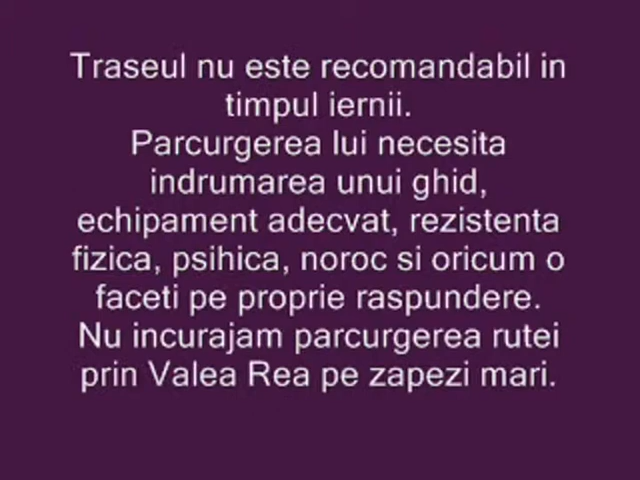 Traseul nu este recomandabil in
timpul iernii.
Parcurgerea lui necesita
indrumarea unui ghid,
echipament adecvat, rezistenta
fizica, psihica, noroc si oricum o
faceti pe proprie raspundere.
Nu incurajam parcurgerea rutei
prin Valea Rea pe zapezi mari.